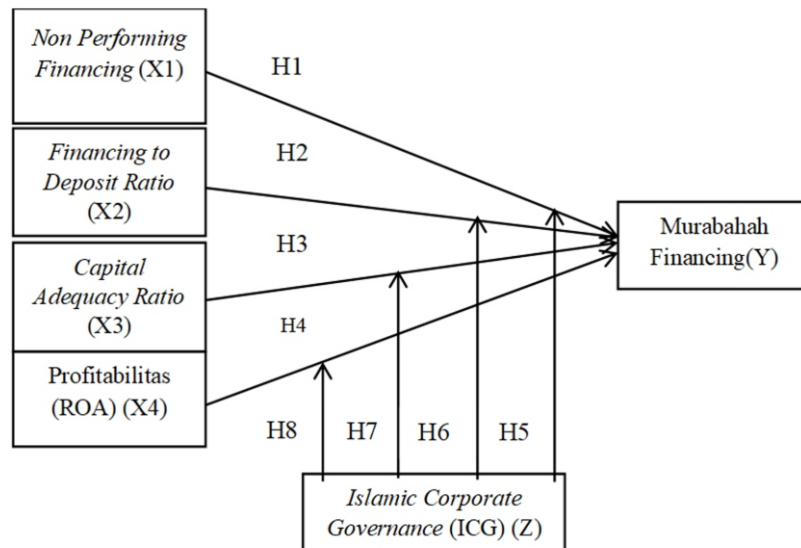 Non Performing
Financing (X1)
H1
H2
Financing to
Deposit Ratio
(X2)
Murabahah
Financing(Y)
H3
Capital
Adequacy Ratio
(X3)
H4
Profitabilitas
(ROA) (X4)
H8
H7
H6
H5
Islamic Corporate
Governance (ICG) (Z)